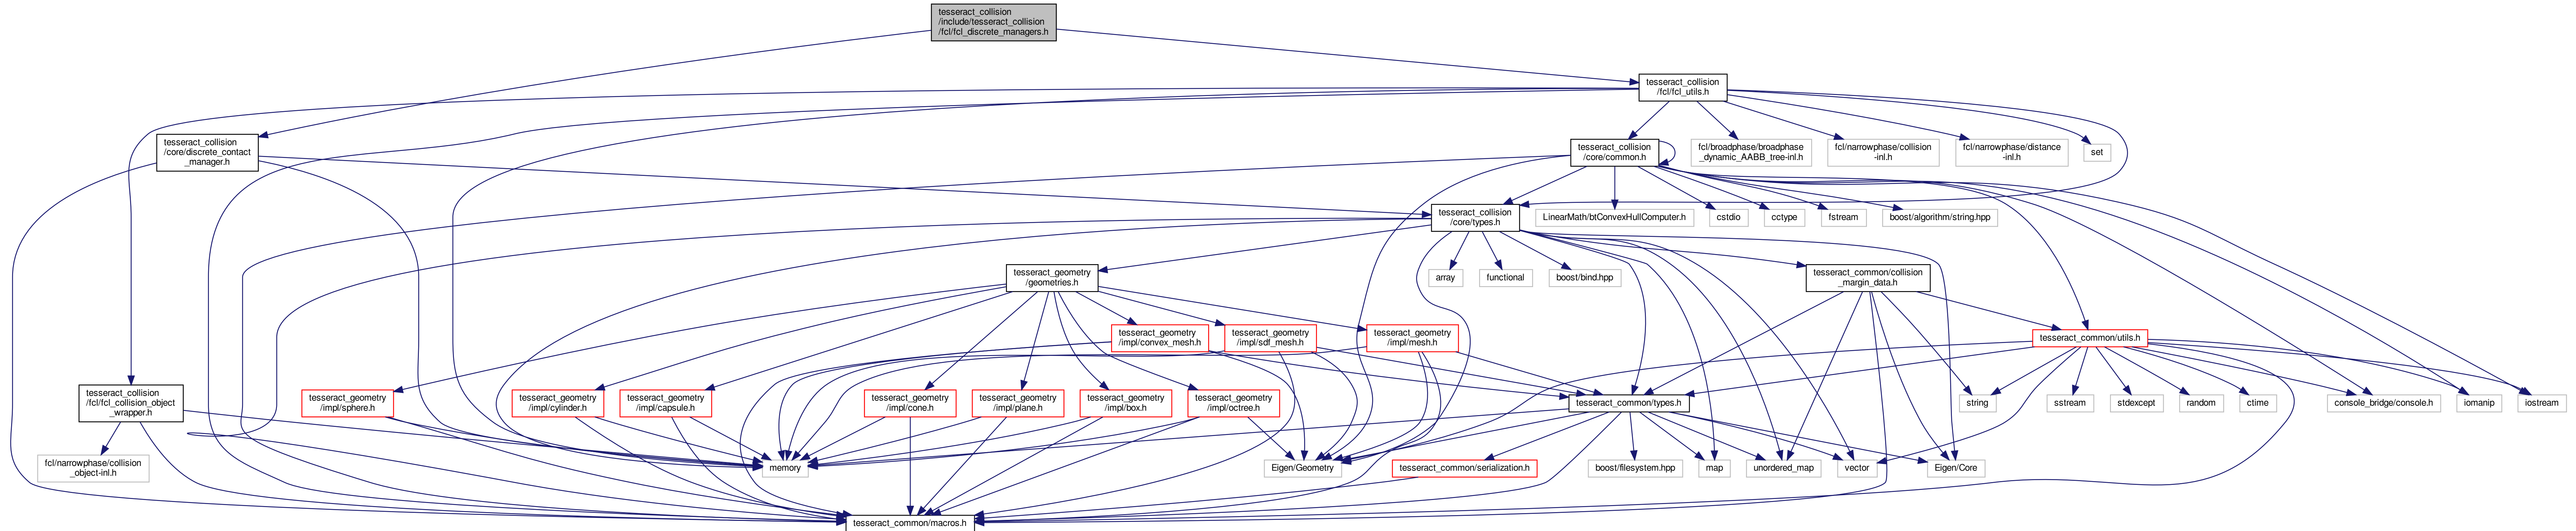 tesseract_collision
/include/tesseract_collision
/fcl/fcl_discrete_managers.h
tesseract_collision
/fcl/fcl_utils.h
tesseract_collision
/core/discrete_contact
_manager.h
tesseract_collision
/core/common.h
fcl/broadphase/broadphase
_dynamic_AABB_tree-inl.h
fcl/narrowphase/collision
-inl.h
fcl/narrowphase/distance
-inl.h
set
tesseract_collision
/core/types.h
LinearMath/btConvexHullComputer.h
cstdio
cctype
fstream
boost/algorithm/string.hpp
tesseract_geometry
/geometries.h
array
functional
boost/bind.hpp
tesseract_common/collision
_margin_data.h
tesseract_geometry
/impl/convex_mesh.h
tesseract_geometry
/impl/sdf_mesh.h
tesseract_geometry
/impl/mesh.h
tesseract_common/utils.h
tesseract_collision
/fcl/fcl_collision_object
_wrapper.h
tesseract_geometry
/impl/sphere.h
tesseract_geometry
/impl/cylinder.h
tesseract_geometry
/impl/capsule.h
tesseract_geometry
/impl/cone.h
tesseract_geometry
/impl/plane.h
tesseract_geometry
/impl/box.h
tesseract_geometry
/impl/octree.h
tesseract_common/types.h
string
sstream
stdexcept
random
ctime
console_bridge/console.h
iomanip
iostream
fcl/narrowphase/collision
_object-inl.h
memory
Eigen/Geometry
tesseract_common/serialization.h
boost/filesystem.hpp
map
unordered_map
vector
Eigen/Core
tesseract_common/macros.h